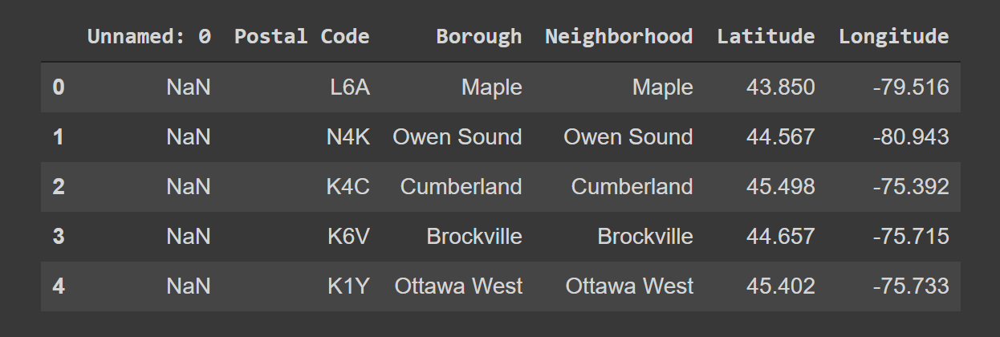 Unnamed: 0 Postal Code Borough Neighborhood Latitude Longitude
0 NaN L6A Maple Maple 43.850 -79.516
1 NaN N4K Owen Sound Owen Sound 44.567 -80.943
2 NaN K4C Cumberland Cumberland 45.498 -75.392
3 NaN K6V Brockville Brockville 44.657 -75.715
4 NaN K1Y Ottawa West Ottawa West 45.402 -75.733